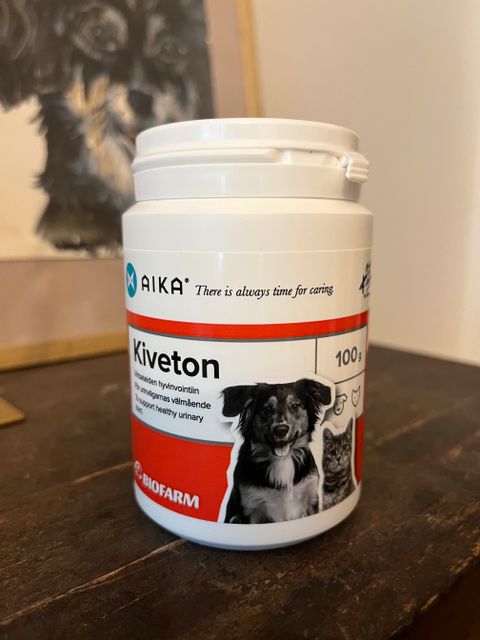 AIKA® There is always time for caring.
Kiveton
100g
Virtsateiden hyvinvointiin
För urinvägarnas välmående
To support healthy urinary
tract
BIOFARM